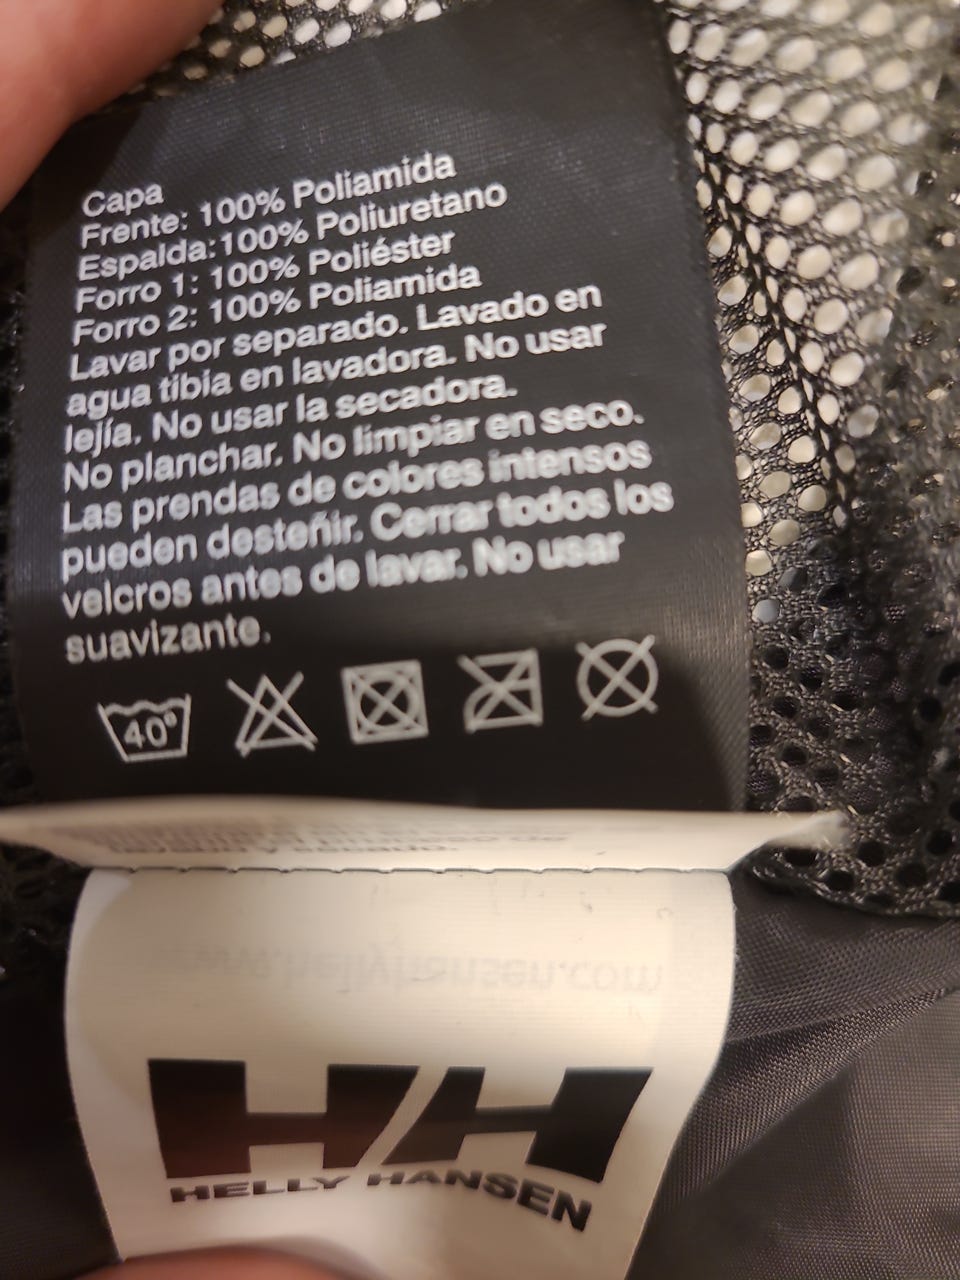 Capa
Frente: 100% Poliamida
Espalda:100% Poliuretano
Forro 1: 100% Poliéster
Forro 2: 100% Poliamida
Lavar por separado. Lavado en
agua tibia en lavadora. No usar
lejía. No usar la secadora.
No planchar. No limpiar en seco.
Las prendas de colores intensos
pueden desteñir. Cerrar todos los
velcros antes de lavar. No usar
suavizante.
40°
www.hellyhansen.com
HH
HELLY HANSEN